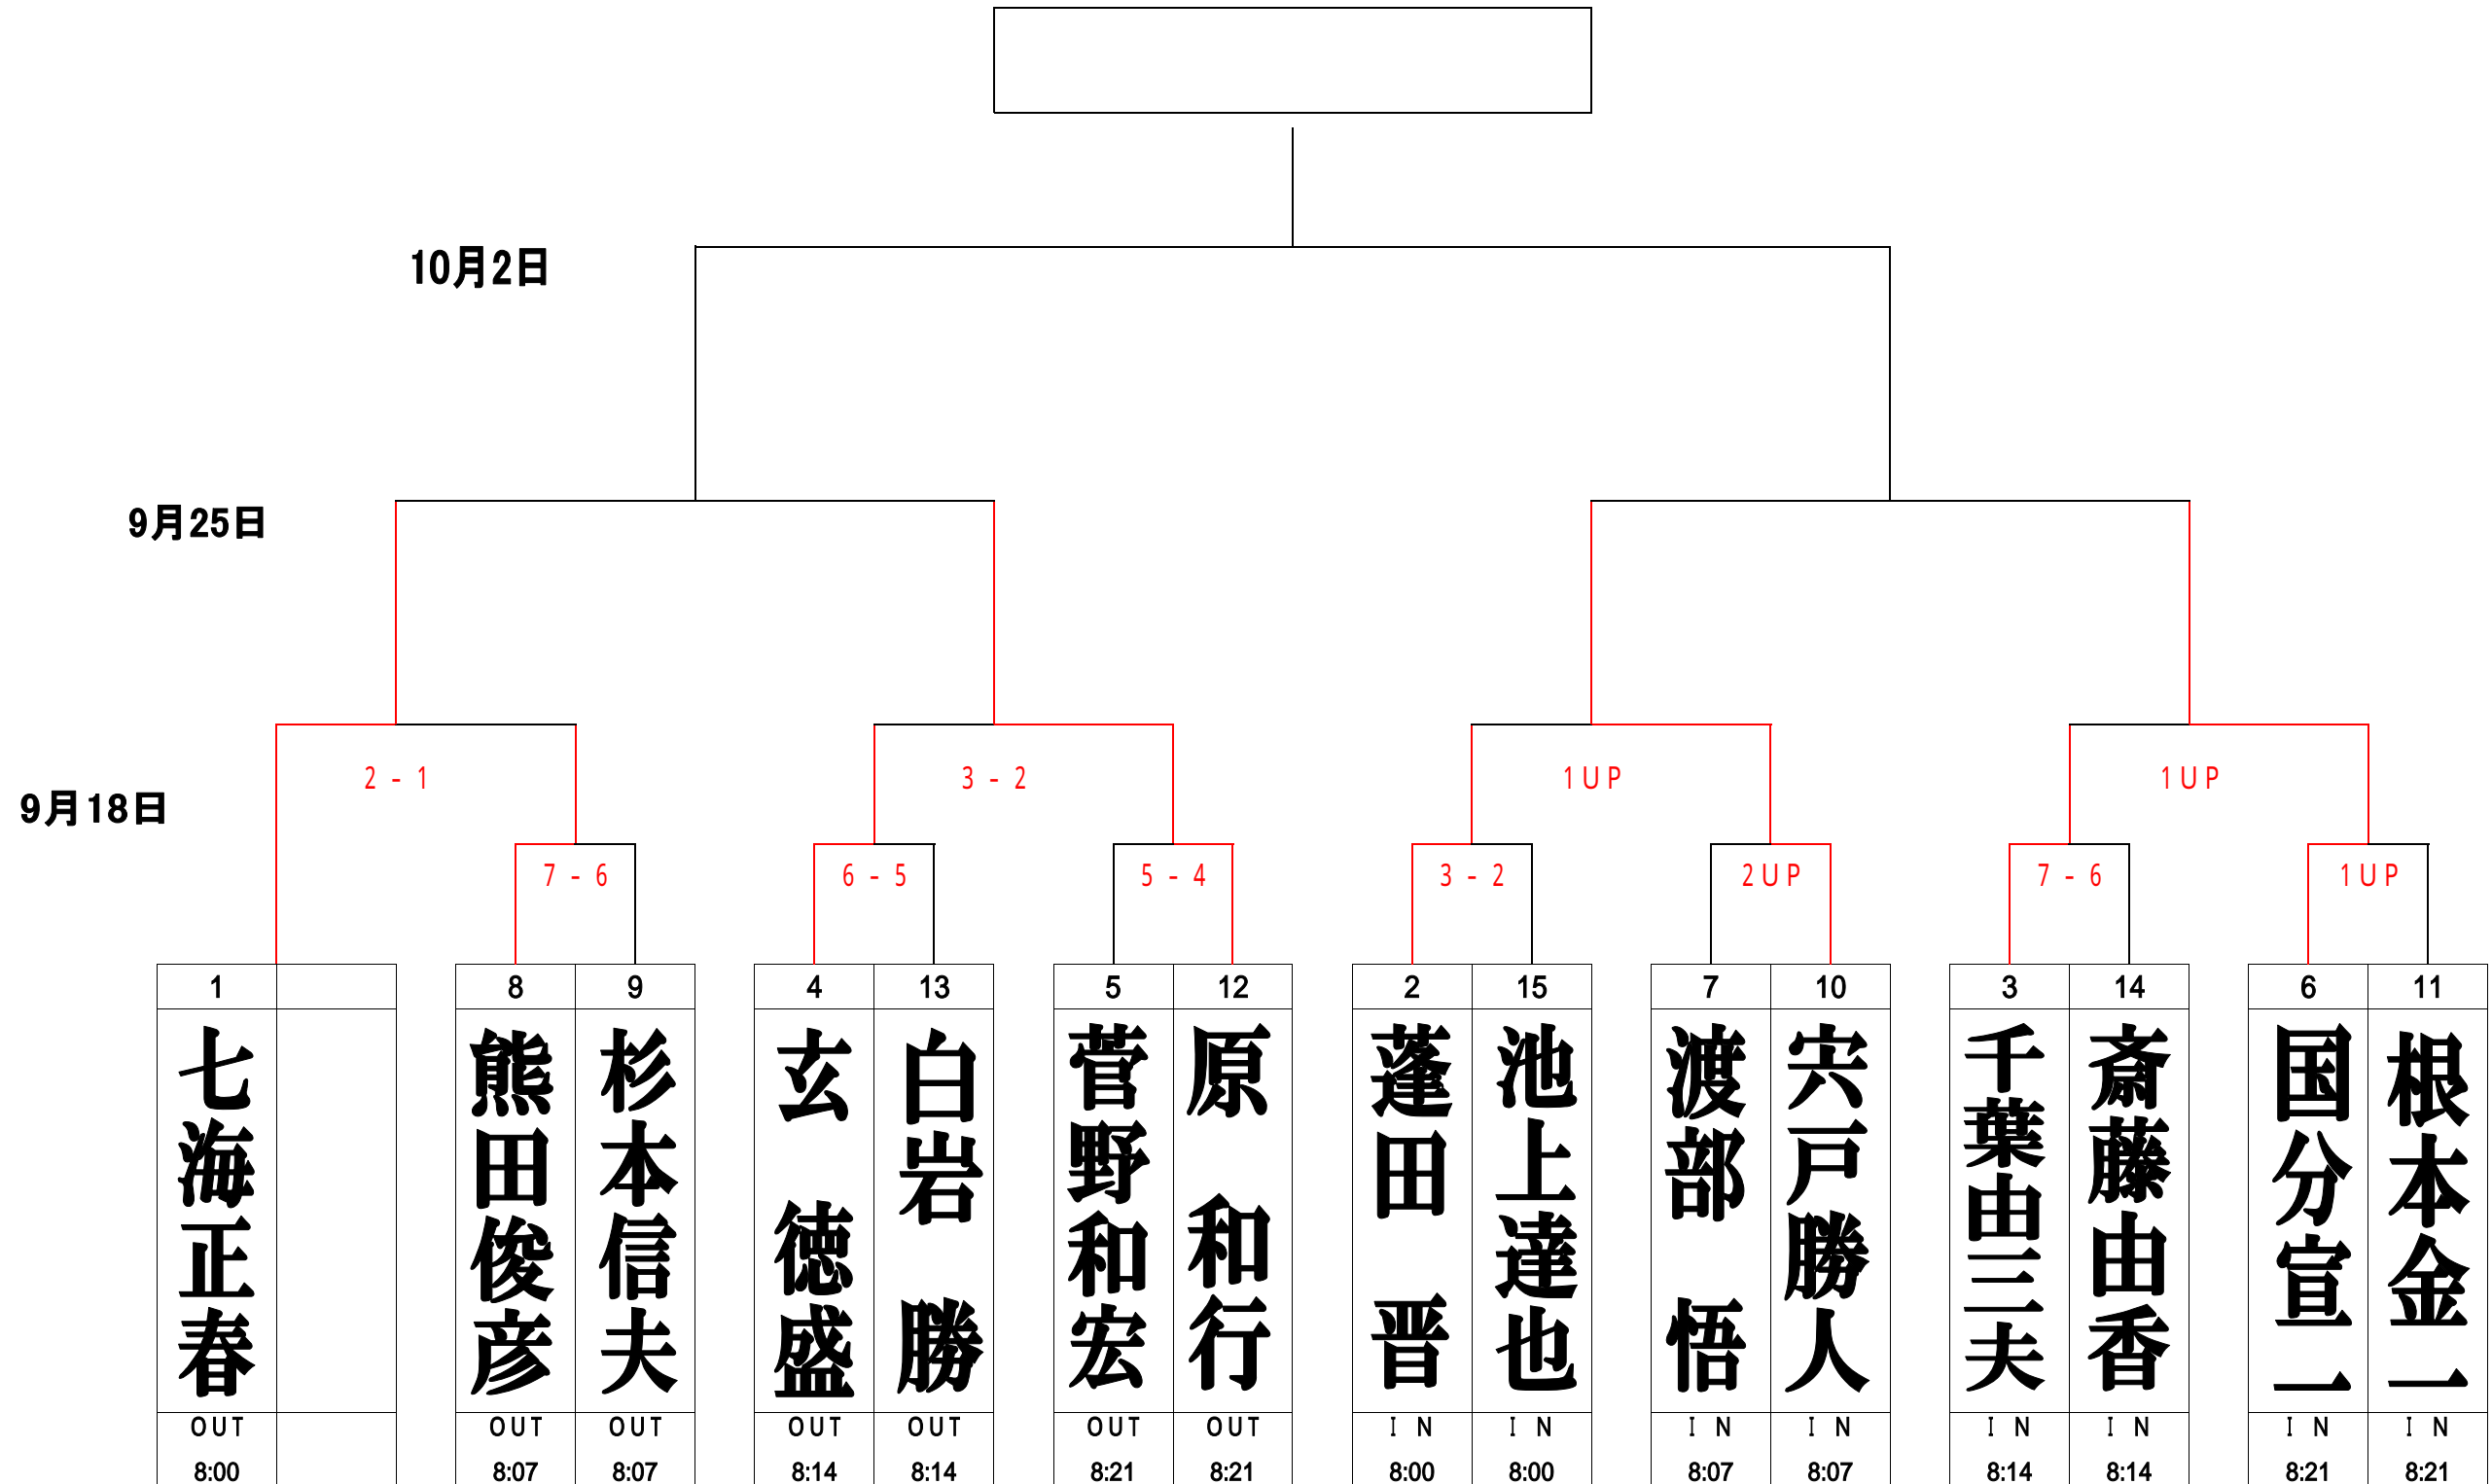 10月2日
9月25日
9月18日
2-1
3-2
1UP
1UP
7-6
6-5
5-4
3-2
2UP
7-6
1UP
1 8 9 4 13 5 12 2 15 7 10 3 14 6 11
七海正春
熊田俊彦
杉本信夫
玄 徳盛
白岩 勝
菅野和宏
原 和行
蓬田 晋
池上達也
渡部 悟
宍戸勝人
千葉由三夫
斎藤由香
国分宣一
根本金一
OUT OUT OUT OUT OUT OUT OUT IN IN IN IN IN IN IN IN
8:00 8:07 8:07 8:14 8:14 8:21 8:21 8:00 8:00 8:07 8:07 8:14 8:14 8:21 8:21